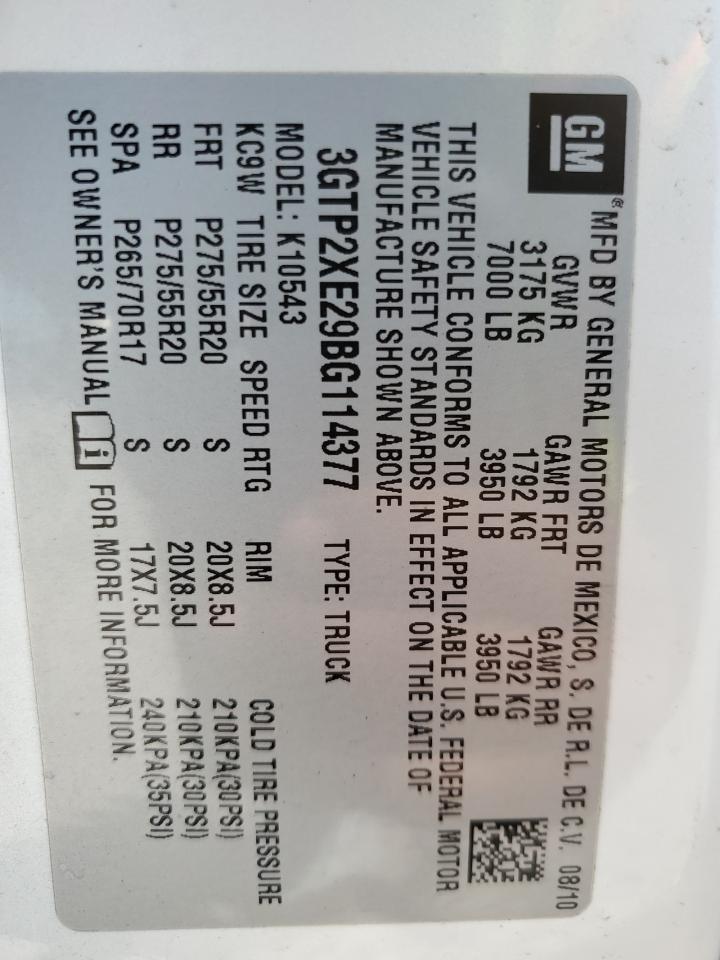 GM
® MFD BY GENERAL MOTORS DE MEXICO, S. DE R.L. DE C.V. 08/10
GVWR GAWR FRT GAWR RR
3175 KG 1792 KG 1792 KG
7000 LB 3950 LB 3950 LB
THIS VEHICLE CONFORMS TO ALL APPLICABLE U.S. FEDERAL MOTOR
VEHICLE SAFETY STANDARDS IN EFFECT ON THE DATE OF
MANUFACTURE SHOWN ABOVE.
3GTP2XE29BG114377 TYPE: TRUCK
MODEL: K10543
KC9W TIRE SIZE SPEED RTG RIM COLD TIRE PRESSURE
FRT P275/55R20 S 20X8.5J 210KPA(30PSI)
RR P275/55R20 S 20X8.5J 210KPA(30PSI)
SPA P265/70R17 S 17X7.5J 240KPA(35PSI)
SEE OWNER'S MANUAL i FOR MORE INFORMATION.